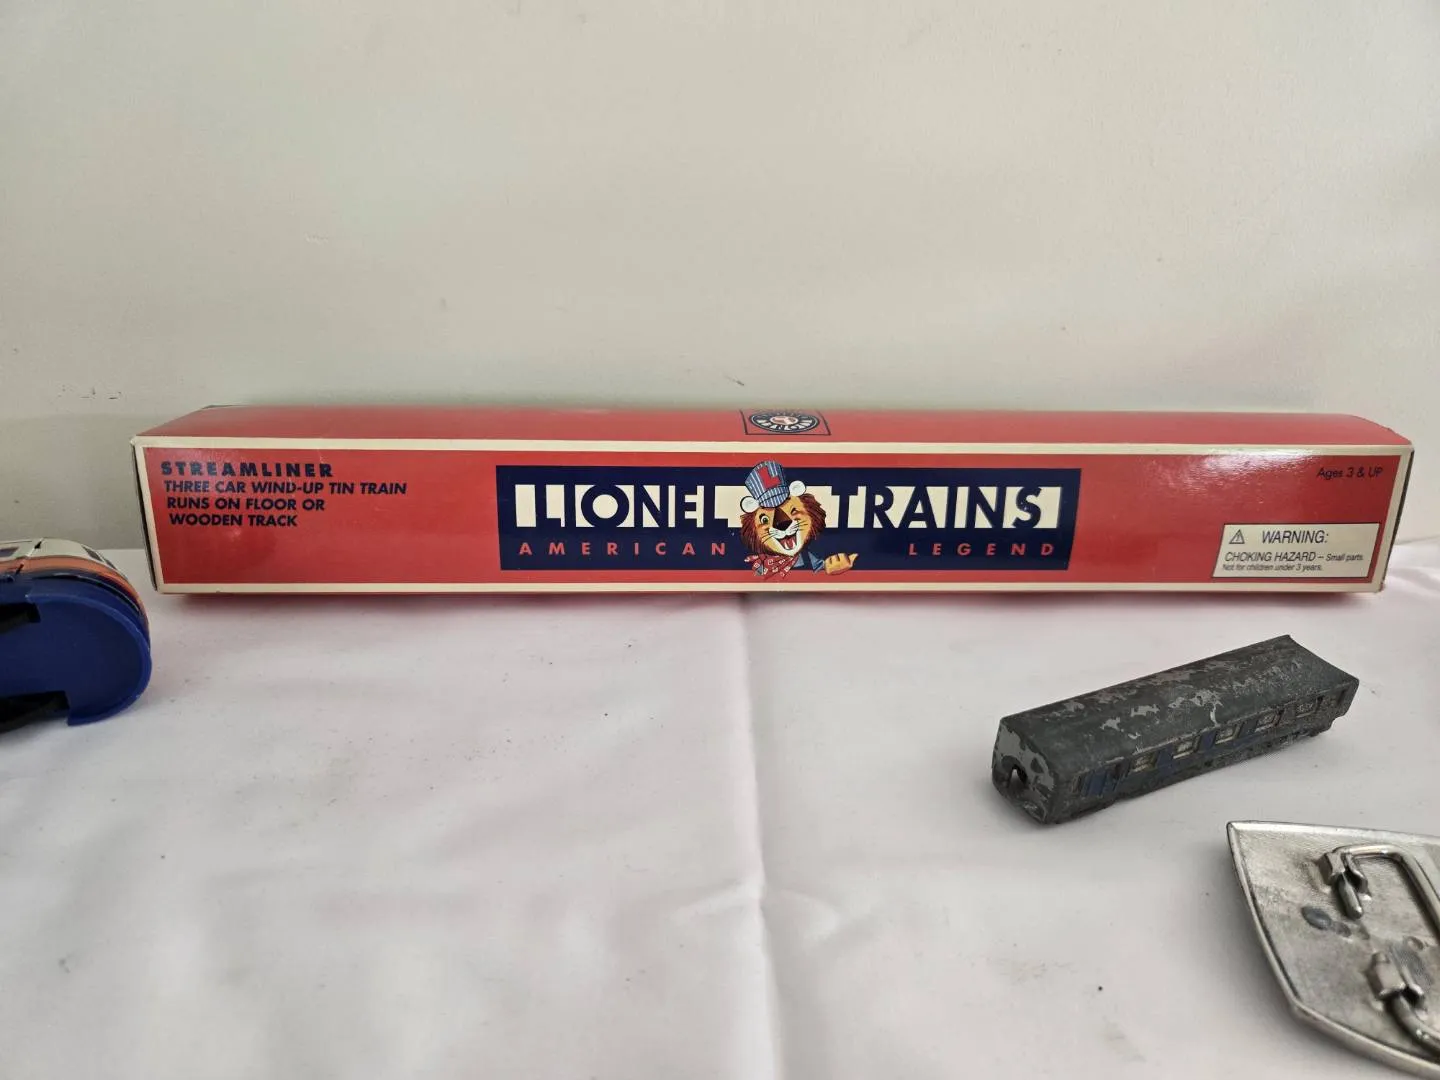 STREAMLINER
THREE CAR WIND-UP TIN TRAIN
RUNS ON FLOOR OR
WOODEN TRACK
LIONEL TRAINS
AMERICAN LEGEND
L
Ages 3 & UP
⚠ WARNING:
CHOKING HAZARD – Small parts.
Not for children under 3 years.